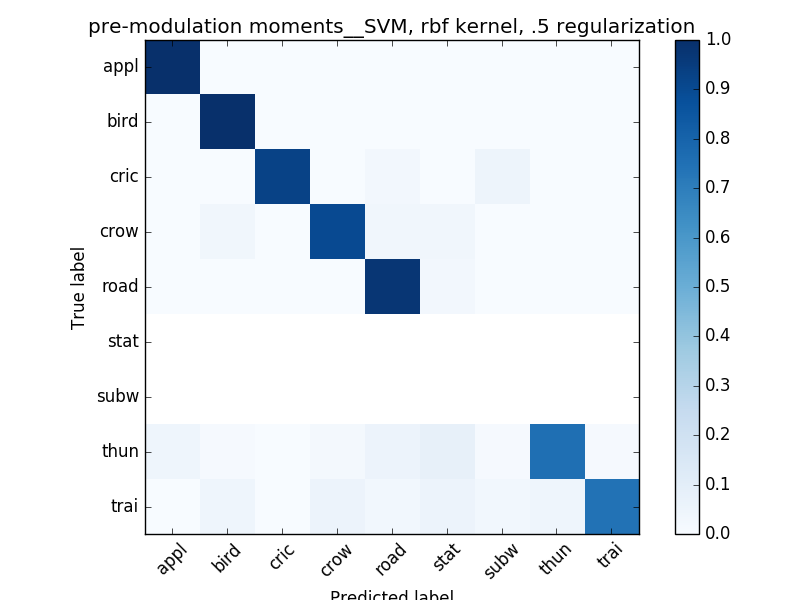 pre-modulation moments__SVM, rbf kernel, .5 regularization
True label
appl
bird
cric
crow
road
stat
subw
thun
trai
appl
bird
cric
crow
road
stat
subw
thun
trai
Predicted label
1.0
0.9
0.8
0.7
0.6
0.5
0.4
0.3
0.2
0.1
0.0